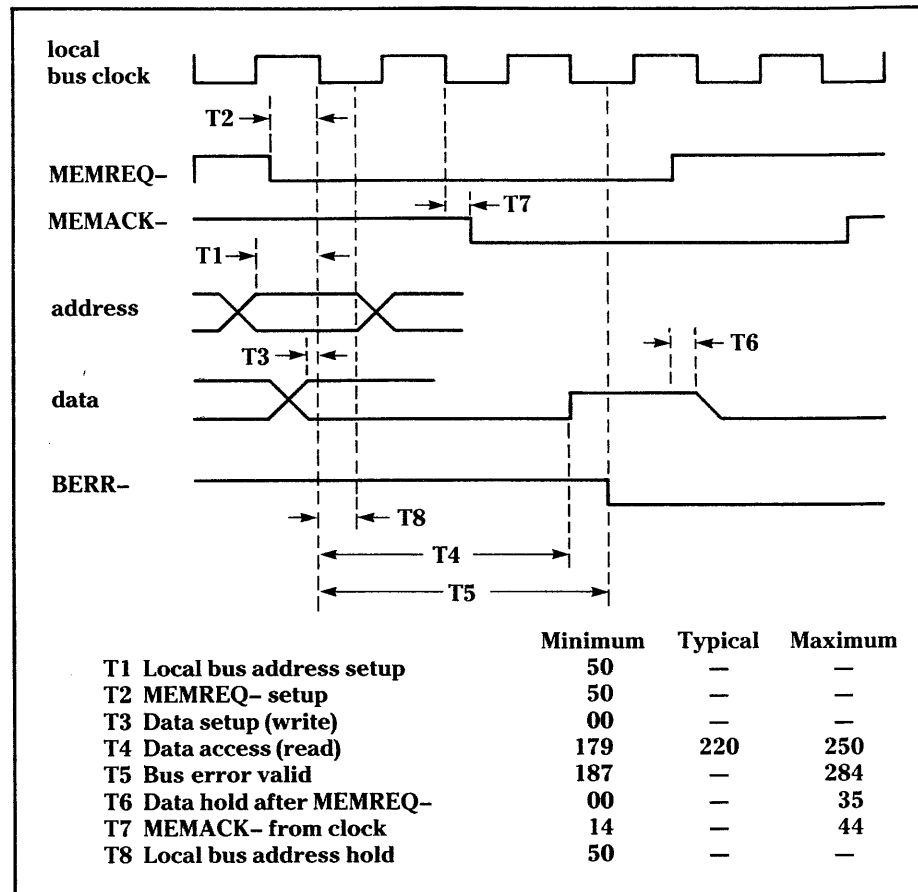 local
bus clock
T2
MEMREQ–
T7
MEMACK–
T1
address
T6
T3
data
BERR–
T8
T4
T5
Minimum Typical Maximum
T1 Local bus address setup 50 — —
T2 MEMREQ– setup 50 — —
T3 Data setup (write) 00 — —
T4 Data access (read) 179 220 250
T5 Bus error valid 187 — 284
T6 Data hold after MEMREQ– 00 — 35
T7 MEMACK– from clock 14 — 44
T8 Local bus address hold 50 — —